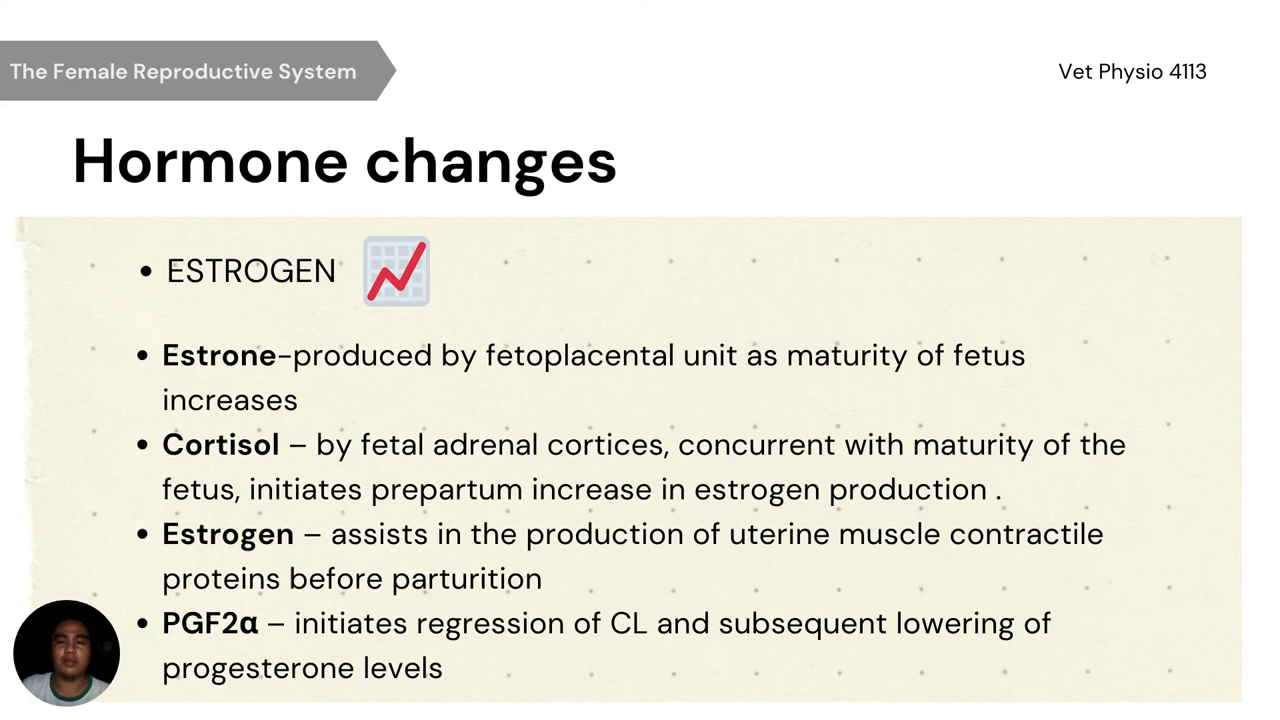 The Female Reproductive System
Vet Physio 4113
Hormone changes
• ESTROGEN
• Estrone-produced by fetoplacental unit as maturity of fetus
increases
• Cortisol – by fetal adrenal cortices, concurrent with maturity of the
fetus, initiates prepartum increase in estrogen production .
• Estrogen – assists in the production of uterine muscle contractile
proteins before parturition
• PGF2α – initiates regression of CL and subsequent lowering of
progesterone levels